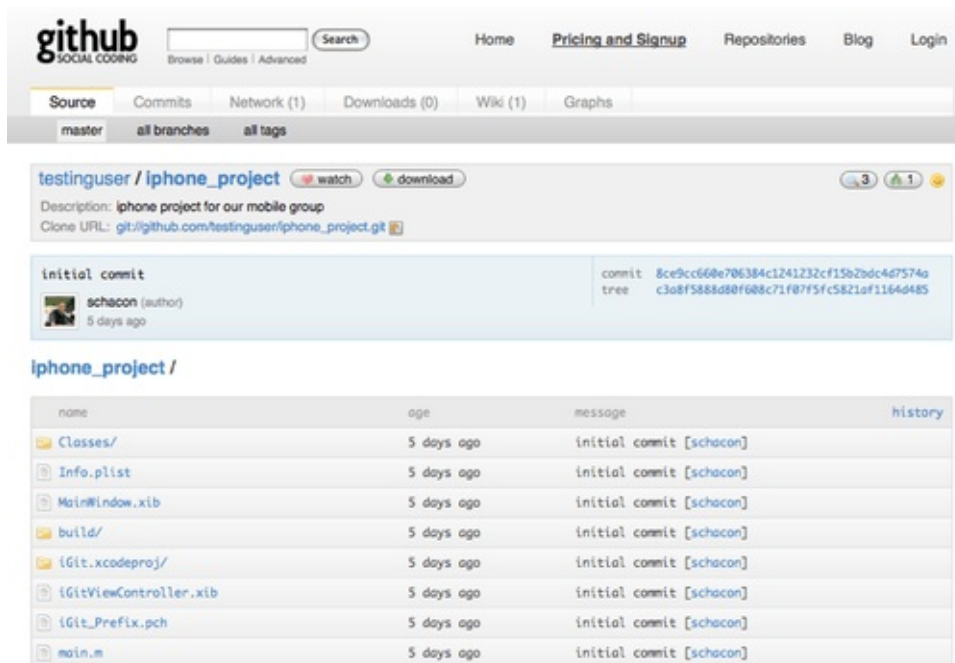 github
SOCIAL CODING
Search
Browse | Guides | Advanced
Home Pricing and Signup Repositories Blog Login
Source Commits Network (1) Downloads (0) Wiki (1) Graphs
master all branches all tags
testinguser / iphone_project watch download 3 1
Description: iphone project for our mobile group
Clone URL: git://github.com/testinguser/iphone_project.git
initial commit
schacon (author)
5 days ago
commit 8ce9cc660e706384c1241232cf15b2bdc4d7574a
tree c3a8f5888d80f608c71f07f5fc5821af1164d485
iphone_project /
name age message history
Classes/ 5 days ago initial commit [schacon]
Info.plist 5 days ago initial commit [schacon]
MainWindow.xib 5 days ago initial commit [schacon]
build/ 5 days ago initial commit [schacon]
iGit.xcodeproj/ 5 days ago initial commit [schacon]
iGitViewController.xib 5 days ago initial commit [schacon]
iGit_Prefix.pch 5 days ago initial commit [schacon]
main.m 5 days ago initial commit [schacon]